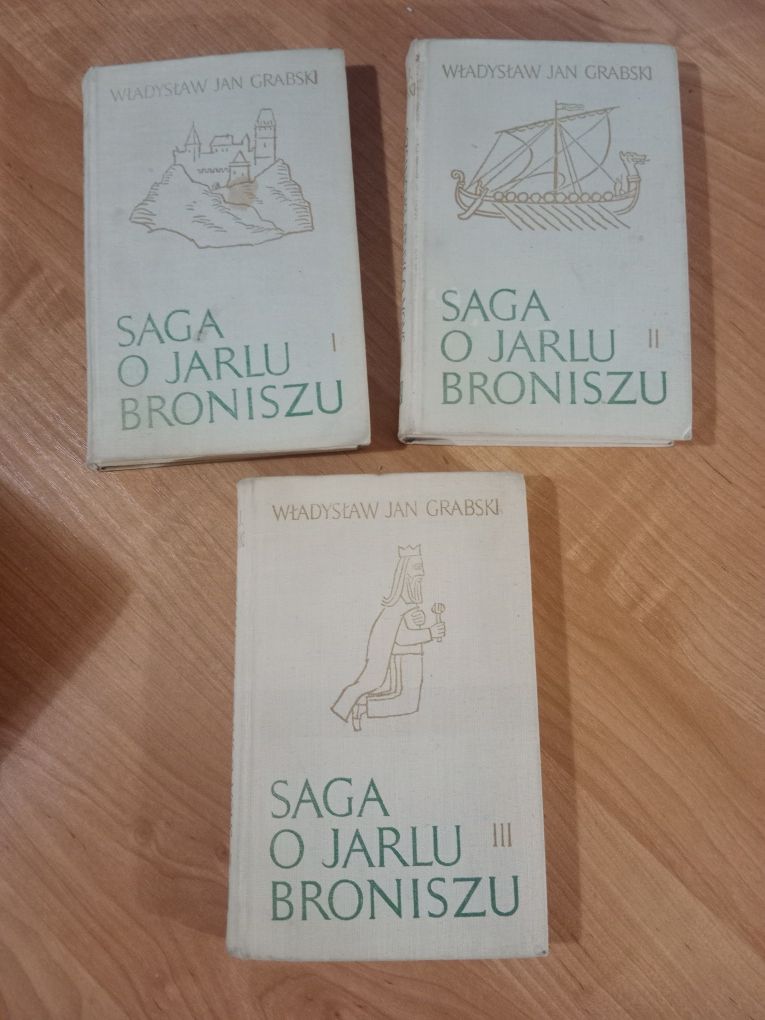 WŁADYSŁAW JAN GRABSKI
SAGA
O JARLU I
BRONISZU
WŁADYSŁAW JAN GRABSKI
SAGA
O JARLU II
BRONISZU
WŁADYSŁAW JAN GRABSKI
SAGA
O JARLU III
BRONISZU